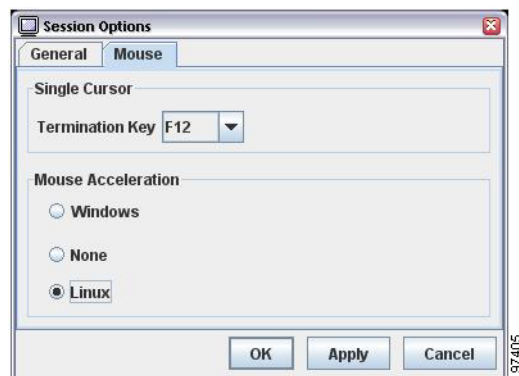 Session Options
General Mouse
Single Cursor
Termination Key F12
Mouse Acceleration
Windows
None
Linux
OK Apply Cancel
97405